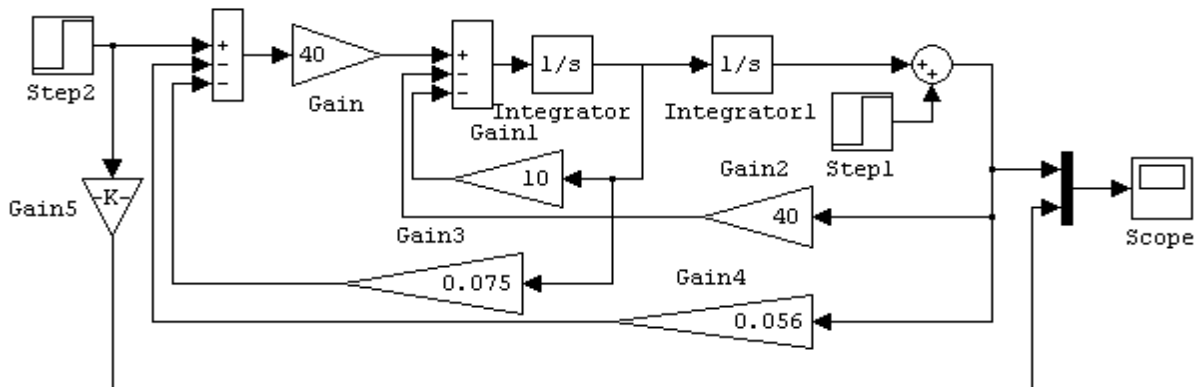 +
−
−
Step2
40
Gain
+
−
−
1/s
Integrator
1/s
Integrator1
+
+
Step1
Gain1
10
Gain2
40
-K-
Gain5
Gain3
0.075
Gain4
0.056
Scope